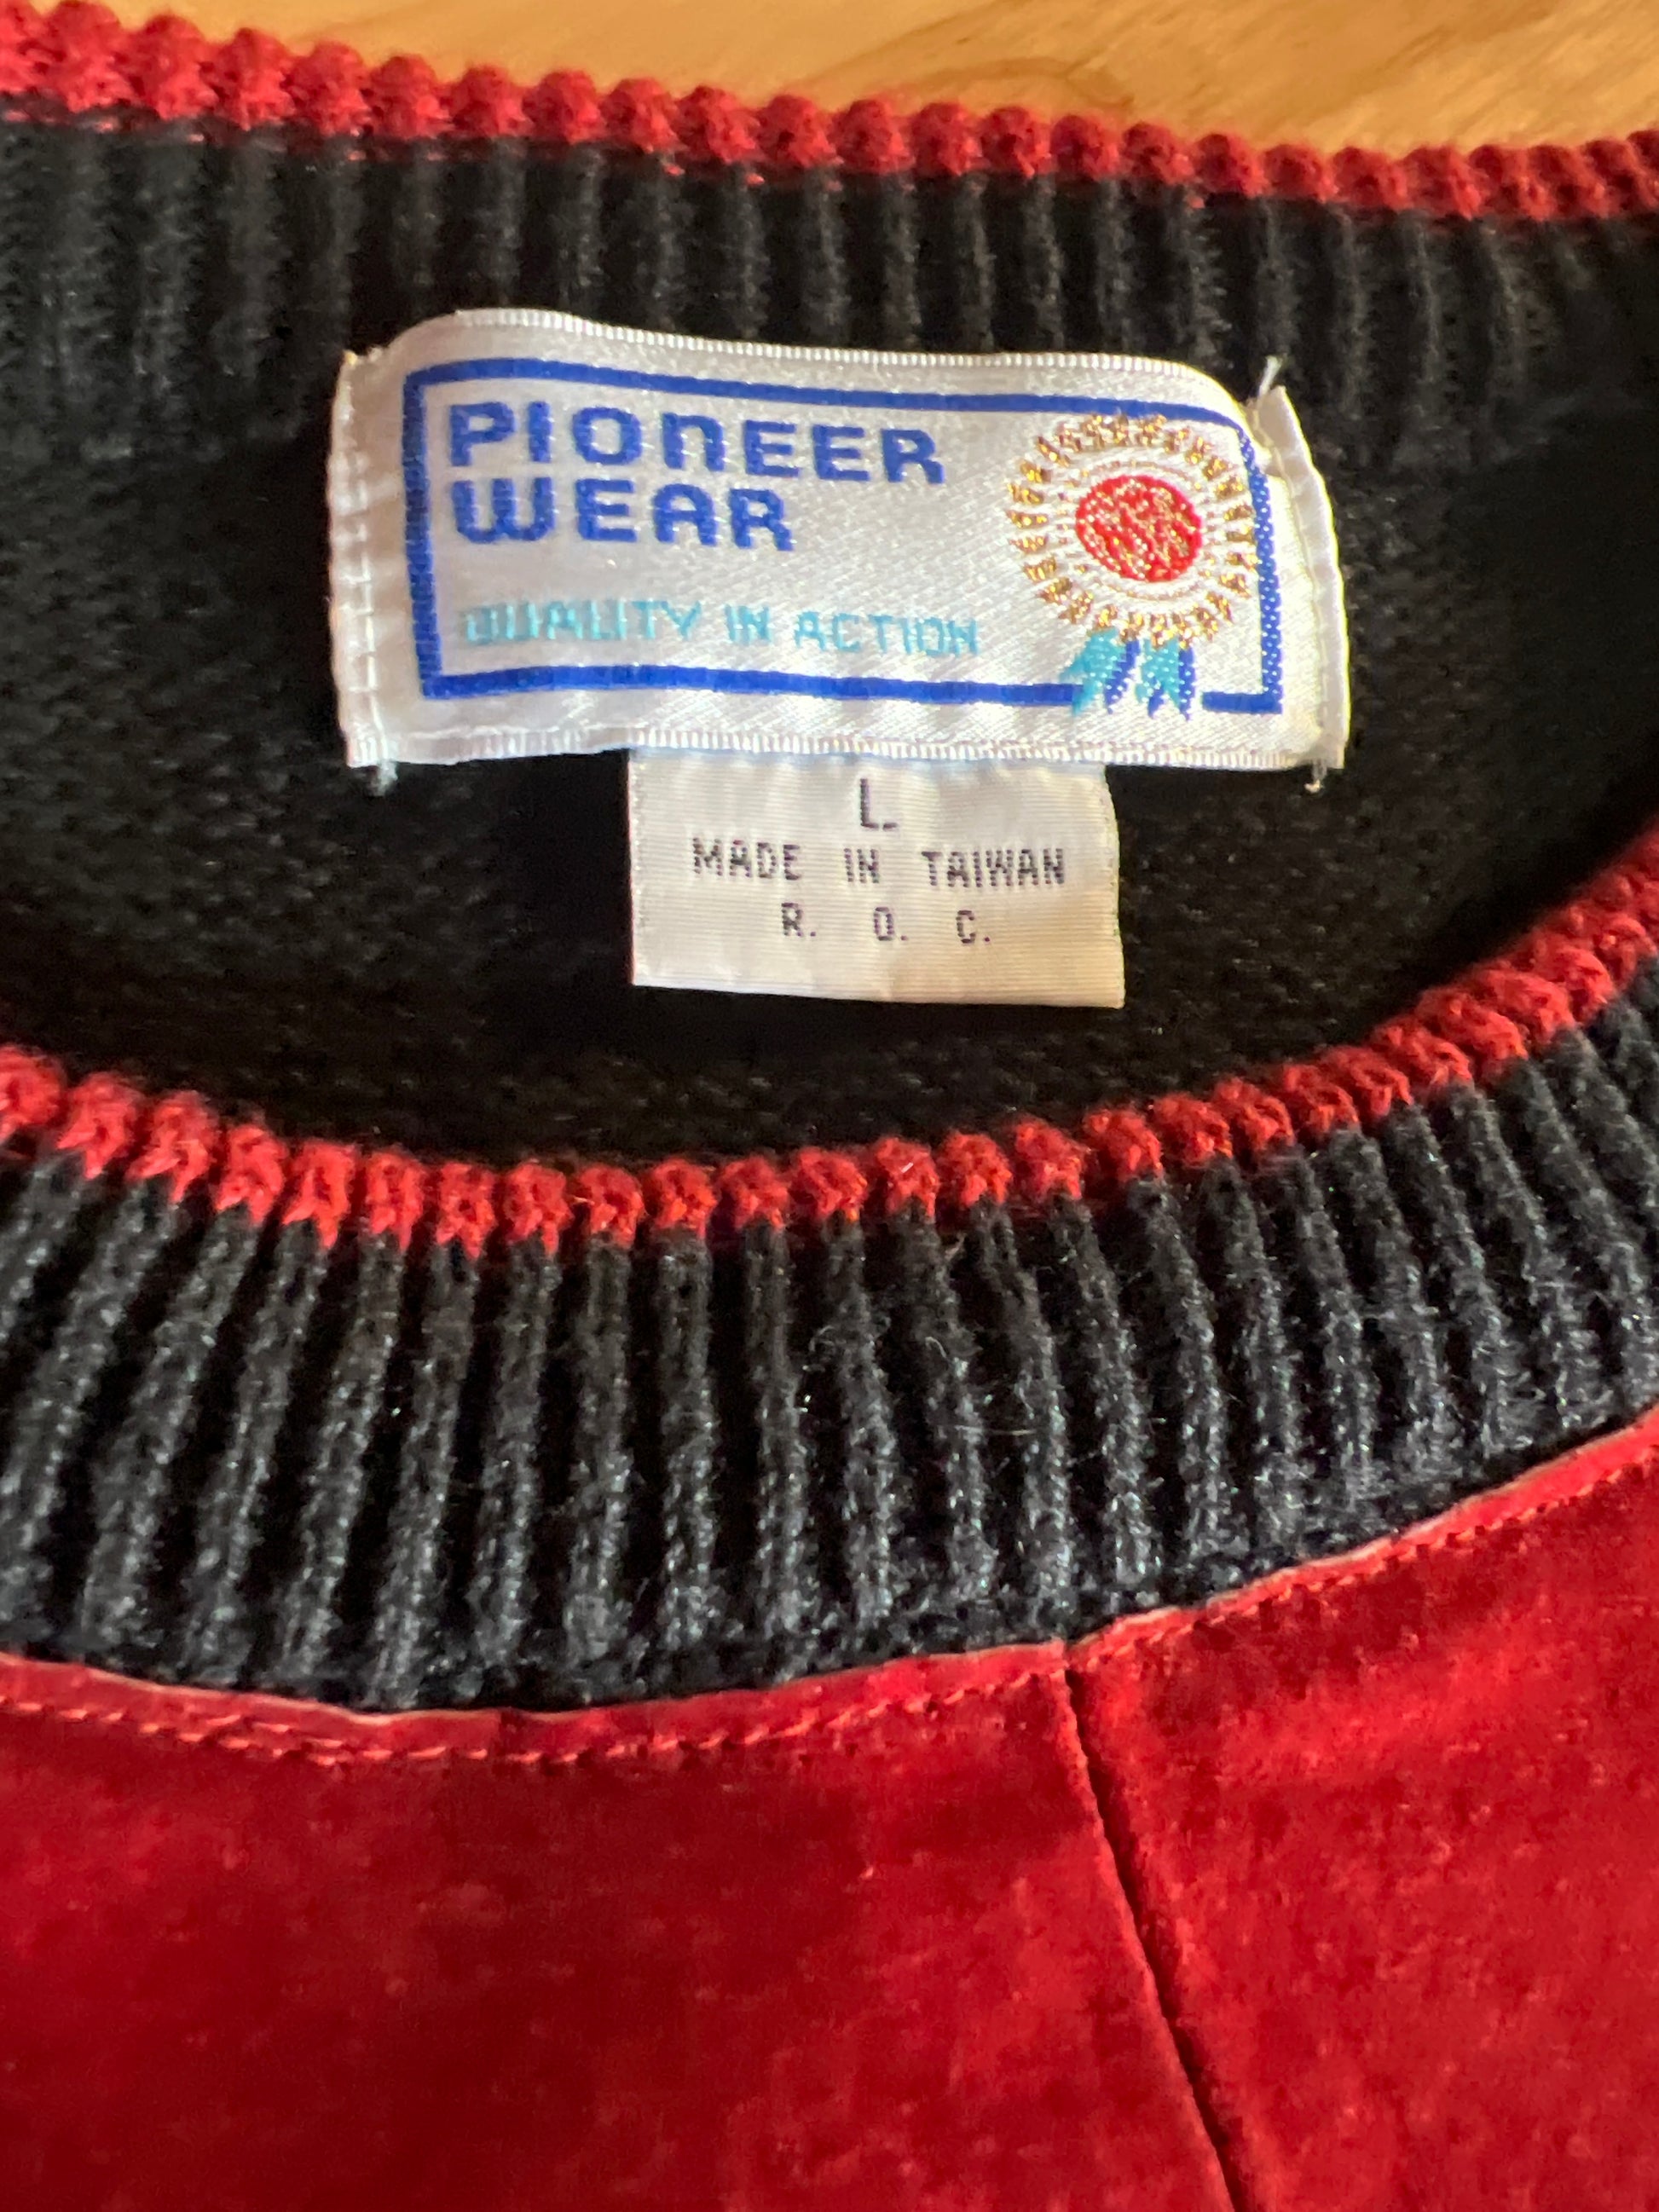 PIONEER
WEAR
QUALITY IN ACTION
L.
MADE IN TAIWAN
R. O. C.